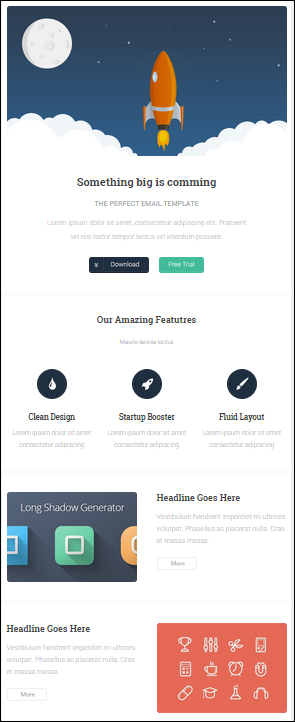 Something big is comming
THE PERFECT EMAIL TEMPLATE
Lorem ipsum dolor sit amet, consectetur adipiscing elit. Praesent
vel nisi tortor tempor lectus vel interdum posuem.
Download
Free Trial
Our Amazing Featutres
Mauris lacinia lectus
Clean Design
Lorem ipsum dolor sit amet
consectetur adipiscing
Startup Booster
Lorem ipsum dolor sit amet
consectetur adipiscing
Fluid Layout
Lorem ipsum dolor sit amet
consectetur adipiscing
Long Shadow Generator
Headline Goes Here
Vestibulum hendrerit imperdiet mi ut viverra
volutpat. Phasellus ac placerat nulla. Cras
et massa massa.
More
Headline Goes Here
Vestibulum hendrerit imperdiet mi ut viverra
volutpat. Phasellus ac placerat nulla. Cras
et massa massa.
More